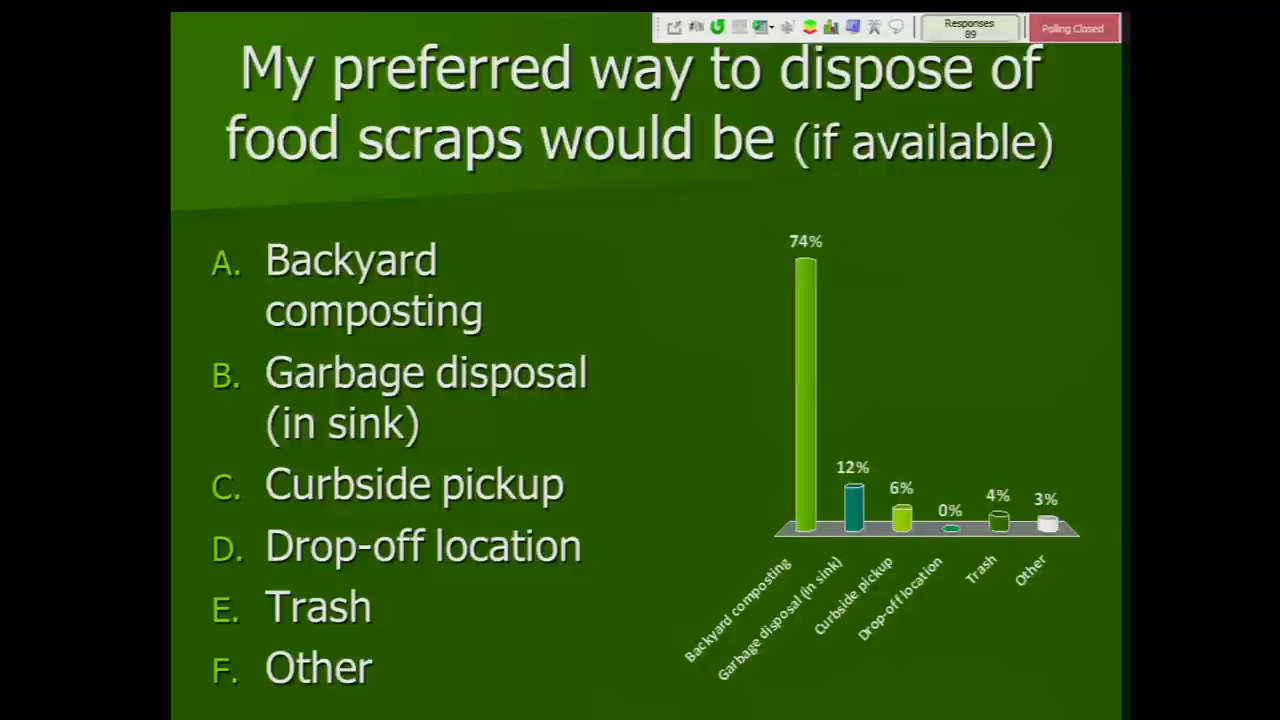 Responses
89
Polling Closed
My preferred way to dispose of
food scraps would be (if available)
A. Backyard
composting
B. Garbage disposal
(in sink)
C. Curbside pickup
D. Drop-off location
E. Trash
F. Other
74%
12%
6%
0%
4%
3%
Backyard composting
Garbage disposal (in sink)
Curbside pickup
Drop-off location
Trash
Other